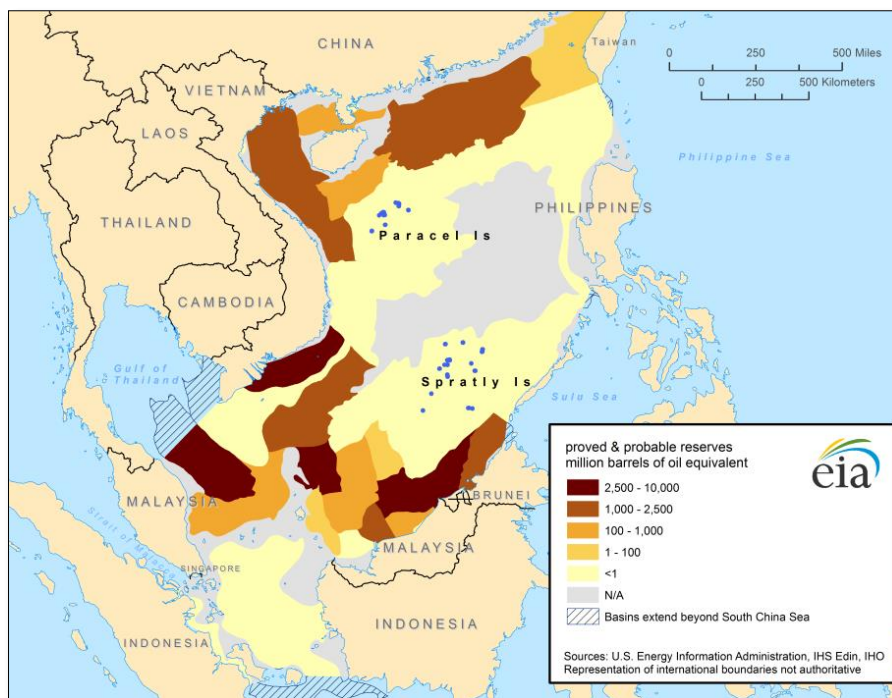 CHINA
Taiwan
0 250 500 Miles
0 250 500 Kilometers
VIETNAM
LAOS
Philippine Sea
THAILAND
PHILIPPINES
Paracel Is
CAMBODIA
Gulf of
Thailand
Spratly Is
Sulu Sea
MALAYSIA
BRUNEI
Strait of Malacca
MALAYSIA
SINGAPORE
INDONESIA
INDONESIA
proved & probable reserves
million barrels of oil equivalent
eia
2,500 - 10,000
1,000 - 2,500
100 - 1,000
1 - 100
<1
N/A
Basins extend beyond South China Sea
Sources: U.S. Energy Information Administration, IHS Edin, IHO
Representation of international boundaries not authoritative